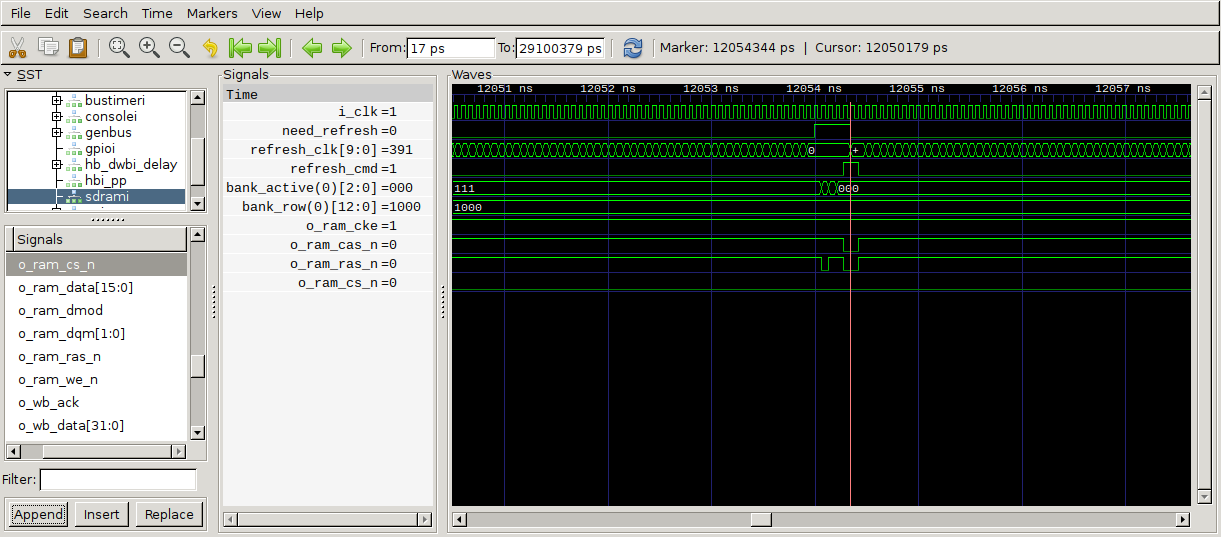 File Edit Search Time Markers View Help
From: 17 ps To: 29100379 ps Marker: 12054344 ps | Cursor: 12050179 ps
SST
bustimeri
consolei
genbus
gpioi
hb_dwbi_delay
hbi_pp
sdrami
Signals
o_ram_cs_n
o_ram_data[15:0]
o_ram_dmod
o_ram_dqm[1:0]
o_ram_ras_n
o_ram_we_n
o_wb_ack
o_wb_data[31:0]
Filter:
Append Insert Replace
Signals
Time
i_clk =1
need_refresh =0
refresh_clk[9:0] =391
refresh_cmd =1
bank_active(0)[2:0] =000
bank_row(0)[12:0] =1000
o_ram_cke =1
o_ram_cas_n =0
o_ram_ras_n =0
o_ram_cs_n =0
Waves
12051 ns 12052 ns 12053 ns 12054 ns 12055 ns 12056 ns 12057 ns
0 +
111 000
1000